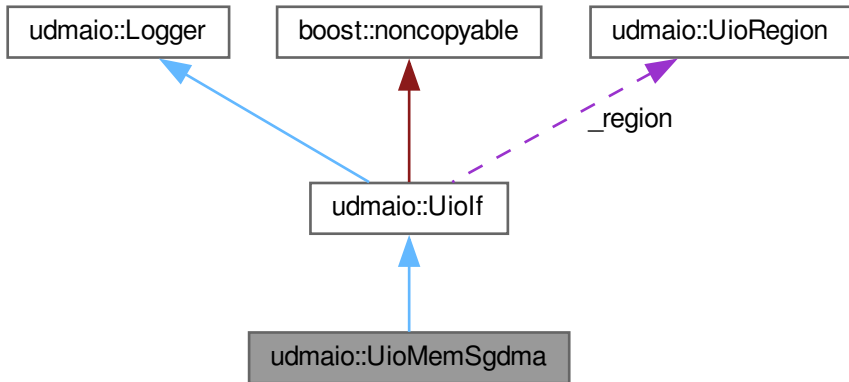 udmaio::Logger
boost::noncopyable
udmaio::UioRegion
_region
udmaio::UioIf
udmaio::UioMemSgdma